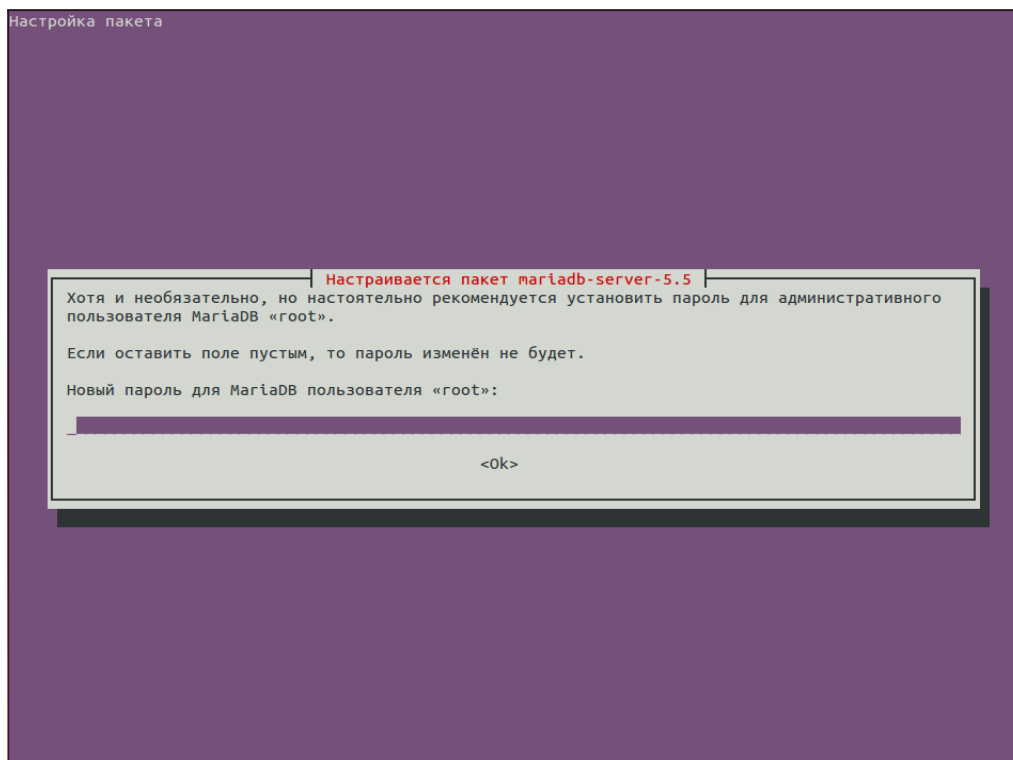 Настройка пакета
Настраивается пакет mariadb-server-5.5
Хотя и необязательно, но настоятельно рекомендуется установить пароль для административного
пользователя MariaDB «root».
Если оставить поле пустым, то пароль изменён не будет.
Новый пароль для MariaDB пользователя «root»:
<Ok>